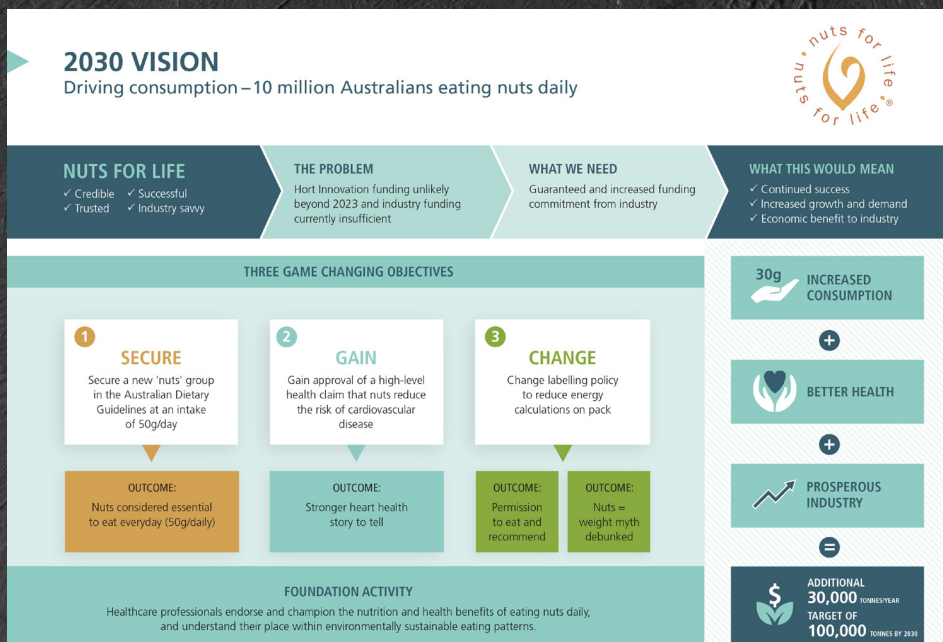 2030 VISION
Driving consumption – 10 million Australians eating nuts daily
nuts for life
nuts for life®
NUTS FOR LIFE
✓ Credible ✓ Successful
✓ Trusted ✓ Industry savvy
THE PROBLEM
Hort Innovation funding unlikely
beyond 2023 and industry funding
currently insufficient
WHAT WE NEED
Guaranteed and increased funding
commitment from industry
WHAT THIS WOULD MEAN
✓ Continued success
✓ Increased growth and demand
✓ Economic benefit to industry
THREE GAME CHANGING OBJECTIVES
1
SECURE
Secure a new 'nuts' group
in the Australian Dietary
Guidelines at an intake
of 50g/day
OUTCOME:
Nuts considered essential
to eat everyday (50g/daily)
2
GAIN
Gain approval of a high-level
health claim that nuts reduce
the risk of cardiovascular
disease
OUTCOME:
Stronger heart health
story to tell
3
CHANGE
Change labelling policy
to reduce energy
calculations on pack
OUTCOME:
Permission
to eat and
recommend
OUTCOME:
Nuts =
weight myth
debunked
FOUNDATION ACTIVITY
Healthcare professionals endorse and champion the nutrition and health benefits of eating nuts daily,
and understand their place within environmentally sustainable eating patterns.
30g
INCREASED
CONSUMPTION
+
BETTER HEALTH
+
PROSPEROUS
INDUSTRY
=
$
ADDITIONAL
30,000 TONNES/YEAR
TARGET OF
100,000 TONNES BY 2030